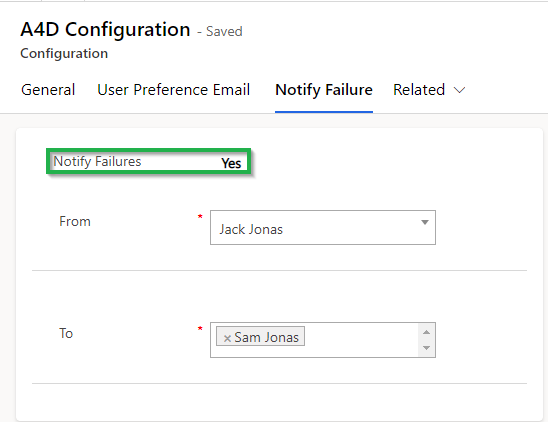 A4D Configuration - Saved
Configuration
General User Preference Email Notify Failure Related
Notify Failures Yes
From * Jack Jonas
To * × Sam Jonas